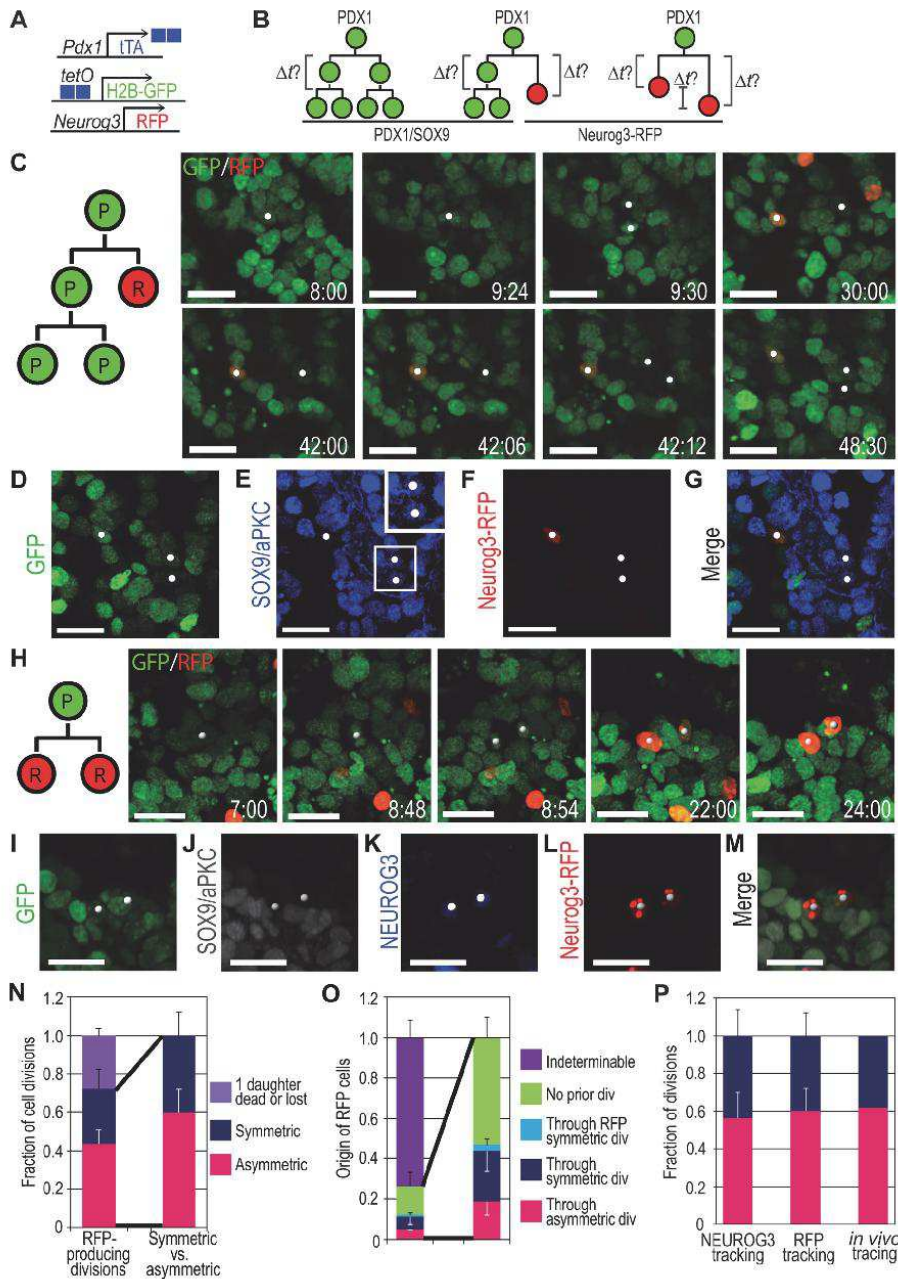 A
Pdx1 tTA
tetO
H2B-GFP
Neurog3 RFP
B
PDX1 PDX1 PDX1
Δt? Δt? Δt? Δt? Δt? Δt?
PDX1/SOX9 Neurog3-RFP
C
P
P R
P P
GFP/RFP
8:00 9:24 9:30 30:00
42:00 42:06 42:12 48:30
D E F G
GFP
SOX9/aPKC
Neurog3-RFP
Merge
H
P
R R
GFP/RFP
7:00 8:48 8:54 22:00 24:00
I J K L M
GFP
SOX9/aPKC
NEUROG3
Neurog3-RFP
Merge
N
Fraction of cell divisions
1.2
1.0
0.8
0.6
0.4
0.2
0
RFP-producing divisions
Symmetric vs. asymmetric
1 daughter dead or lost
Symmetric
Asymmetric
O
Origin of RFP cells
1.2
1.0
0.8
0.6
0.4
0.2
0
Indeterminable
No prior div
Through RFP symmetric div
Through symmetric div
Through asymmetric div
P
Fraction of divisions
1.2
1.0
0.8
0.6
0.4
0.2
0
NEUROG3 tracking
RFP tracking
in vivo tracing